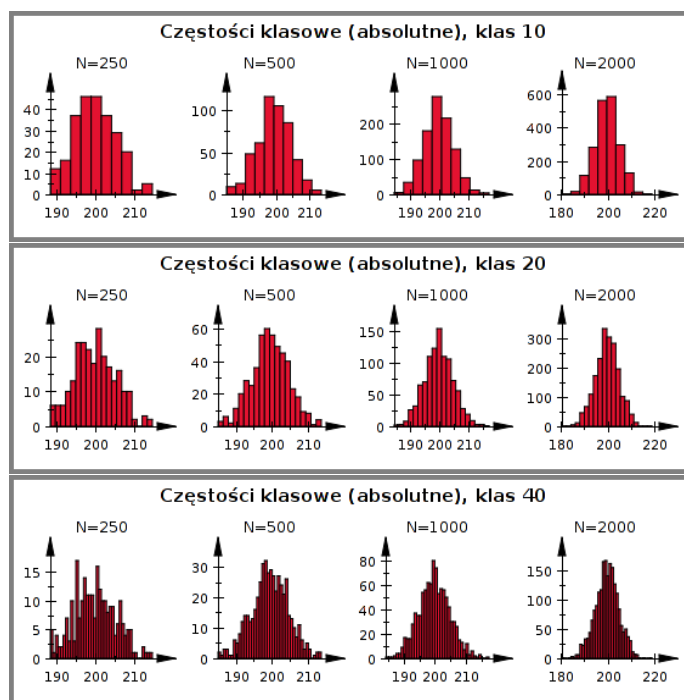 Częstości klasowe (absolutne), klas 10
N=250 N=500 N=1000 N=2000
40 30 20 10 0 190 200 210
100 50 0 190 200 210
200 100 0 190 200 210
600 400 200 0 180 200 220
Częstości klasowe (absolutne), klas 20
N=250 N=500 N=1000 N=2000
20 10 0 190 200 210
60 40 20 0 190 200 210
150 100 50 0 190 200 210
300 200 100 0 180 200 220
Częstości klasowe (absolutne), klas 40
N=250 N=500 N=1000 N=2000
15 10 5 0 190 200 210
30 20 10 0 190 200 210
80 60 40 20 0 190 200 210
150 100 50 0 180 200 220